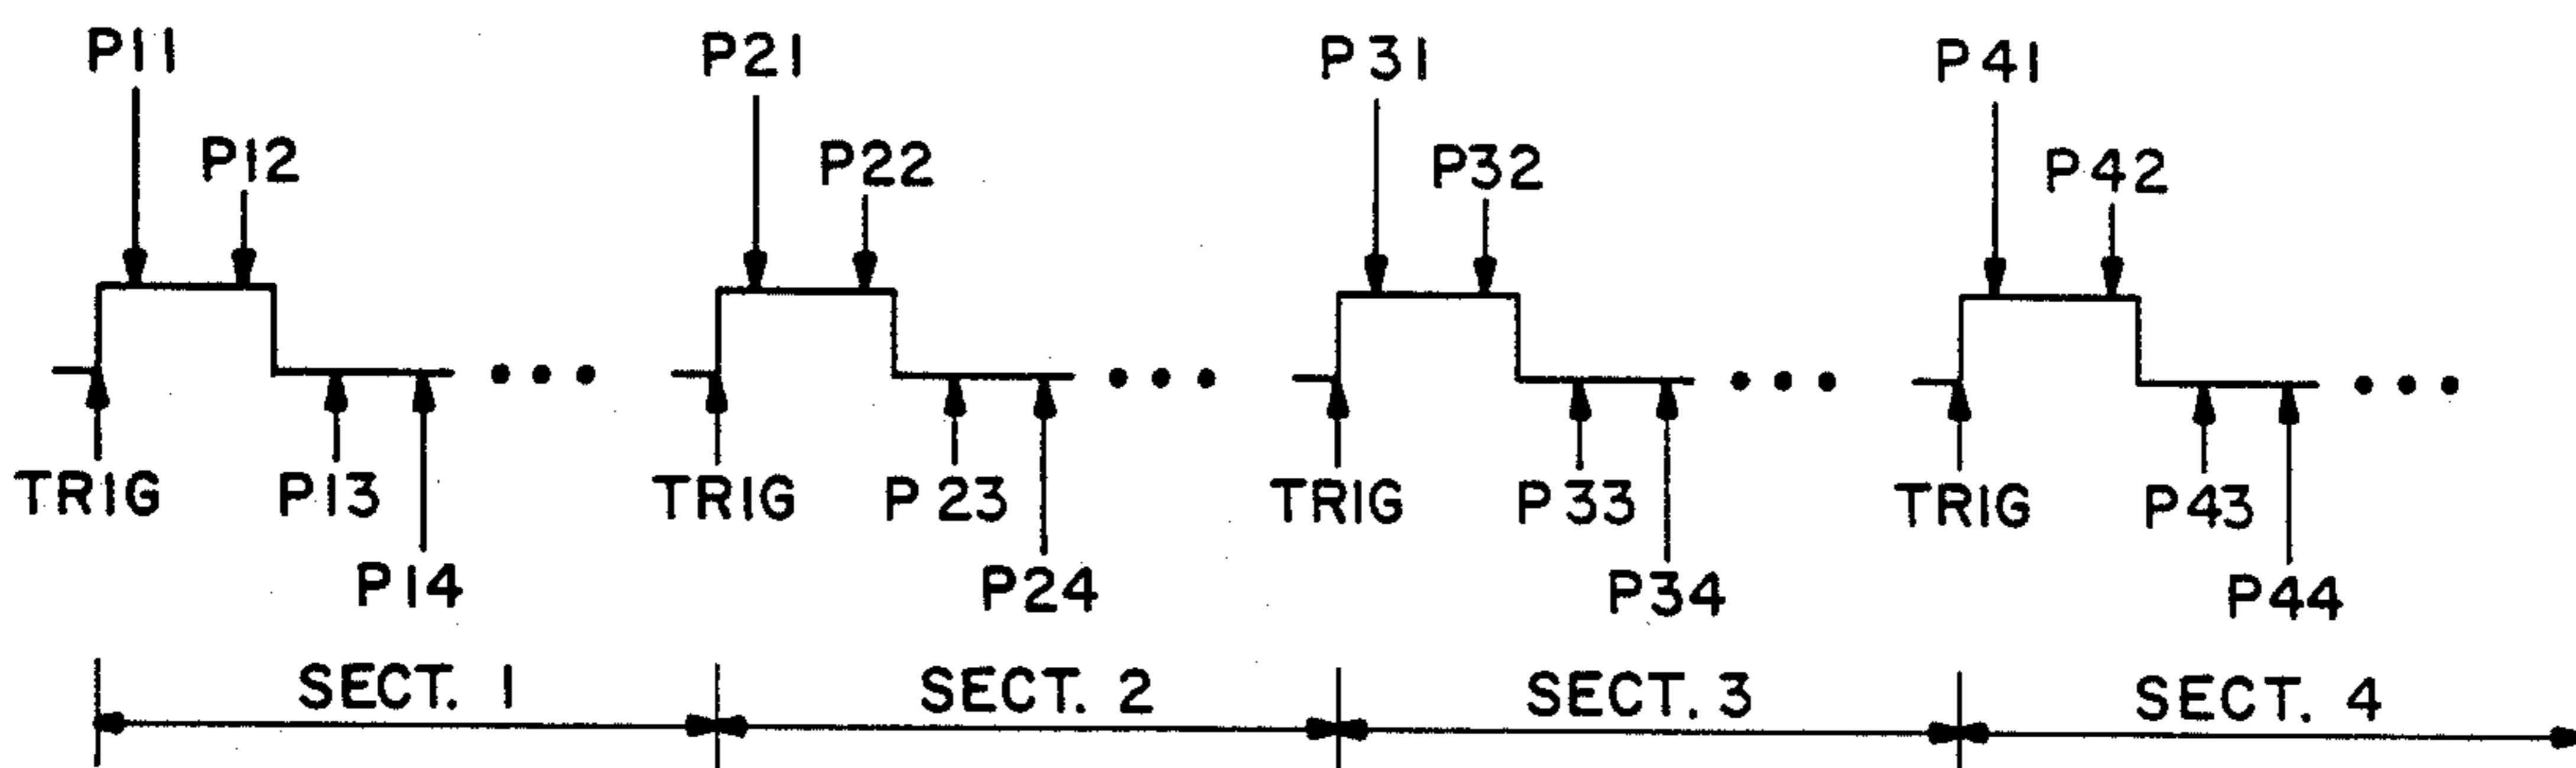 P11 P21 P31 P41
P12 P22 P32 P42
TRIG P13 TRIG P23 TRIG P33 TRIG P43
P14 P24 P34 P44
SECT. 1 SECT. 2 SECT. 3 SECT. 4